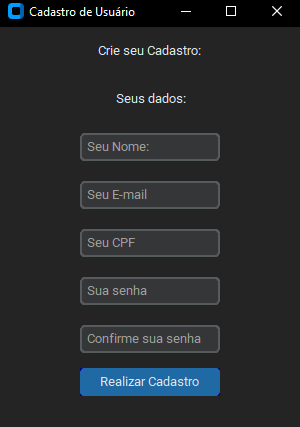 Cadastro de Usuário
Crie seu Cadastro:
Seus dados:
Seu Nome:
Seu E-mail
Seu CPF
Sua senha
Confirme sua senha
Realizar Cadastro